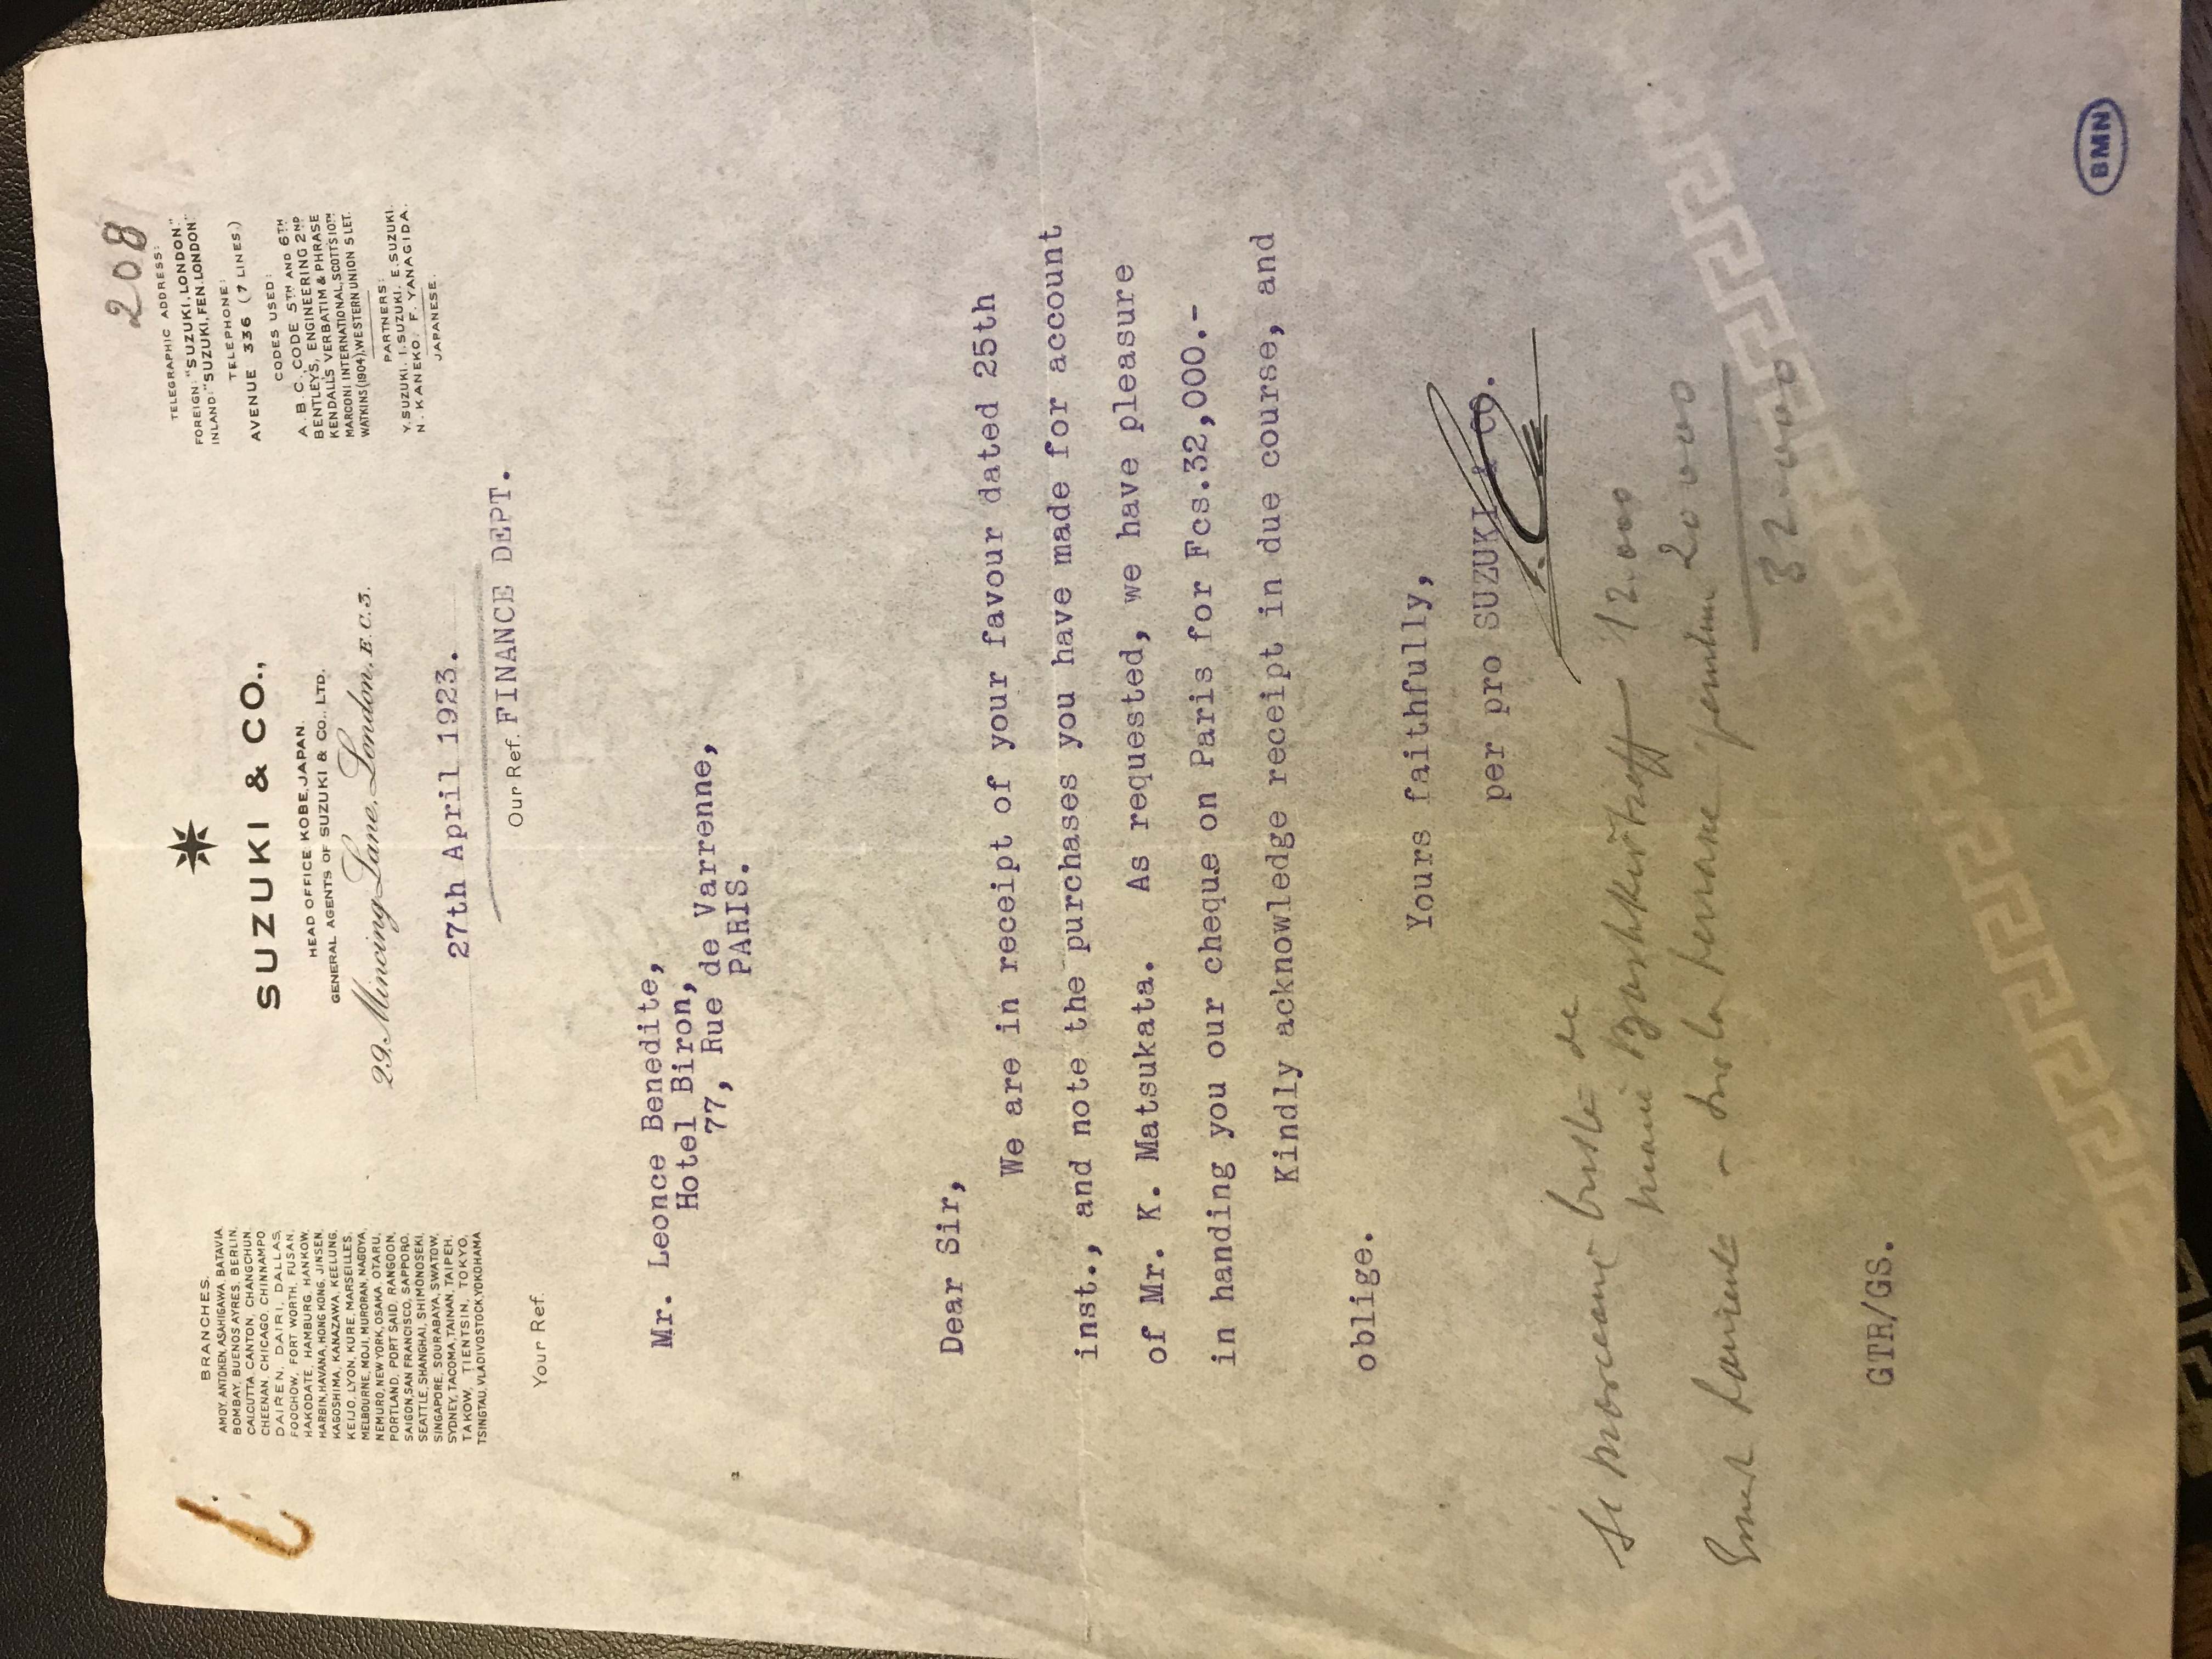 208
BRANCHES.
AMOY, ANTOKEN, ASAHIGAWA, BATAVIA.
BOMBAY, BUENOS AYRES, BERLIN.
CALCUTTA, CANTON, CHANGCHUN.
CHEENAN, CHICAGO, CHINNAMPO
DAIREN, DAIRI, DALLAS,
FOOCHOW, FORT WORTH, FUSAN.
HAKODATE, HAMBURG, HANKOW.
HARBIN, HAVANA, HONG KONG, JINSEN.
KAGOSHIMA, KANAZAWA, KEELUNG.
KEIJO, LYON, KURE, MARSEILLES.
MELBOURNE, MOJI, MURORAN, NAGOYA.
NEMURO, NEW YORK, OSAKA, OTARU.
PORTLAND, PORT SAID, RANGOON,
SAIGON, SAN FRANCISCO, SAPPORO.
SEATTLE, SHANGHAI, SHIMONOSEKI,
SINGAPORE, SOURABAYA, SWATOW.
SYDNEY, TACOMA, TAINAN, TAIPEH.
TAKOW, TIENTSIN, TOKYO.
TSINGTAU, VLADIVOSTOCK, YOKOHAMA
SUZUKI & CO.,
HEAD OFFICE: KOBE, JAPAN.
GENERAL AGENTS OF SUZUKI & CO., LTD.
29, Mincing Lane, London, E.C.3.
TELEGRAPHIC ADDRESS:
FOREIGN: "SUZUKI, LONDON."
INLAND: "SUZUKI, FEN. LONDON."
TELEPHONE:
AVENUE 336 (7 LINES)
CODES USED:
A.B.C. CODE 5TH AND 6TH
BENTLEYS, ENGINEERING 2ND
KENDALL'S VERBATIM & PHRASE
MARCONI INTERNATIONAL, SCOTTS 10TH
WATKINS (1904), WESTERN UNION 5 LET.
PARTNERS:
Y. SUZUKI. I. SUZUKI. E. SUZUKI.
N. KANEKO. F. YANAGIDA.
JAPANESE.
27th April 1923.
Your Ref.
Our Ref. FINANCE DEPT.
Mr. Leonce Benedite,
Hotel Biron,
77, Rue de Varrenne,
PARIS.
Dear Sir,
We are in receipt of your favour dated 25th
inst., and note the purchases you have made for account
of Mr. K. Matsukata. As requested, we have pleasure
in handing you our cheque on Paris for Fcs.32,000.-
Kindly acknowledge receipt in due course, and
oblige.
Yours faithfully,
per pro SUZUKI & CO.
buste de
Marie Bashkirtseff 12.000
Laurent - sur la terrasse peinture 20 000
32.000
GTR/GS.
BMN